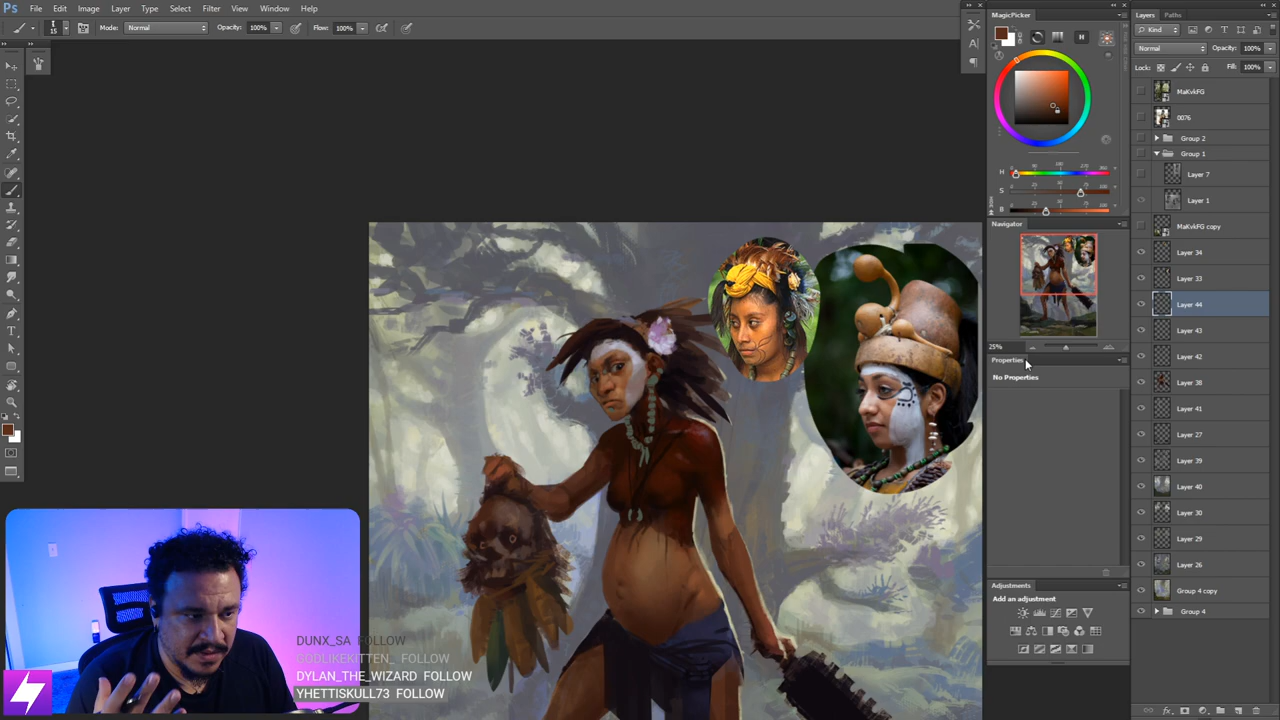 Ps File Edit Image Layer Type Select Filter View Window Help
15 Mode: Normal Opacity: 100% Flow: 100%
MagicPicker
H
H
S
B
Navigator
25%
Properties
No Properties
Adjustments
Add an adjustment
Layers Paths
Kind
Normal Opacity: 100%
Lock: Fill: 100%
MaKvkFG
0076
Group 2
Group 1
Layer 7
Layer 1
MaKvkFG copy
Layer 34
Layer 33
Layer 44
Layer 43
Layer 42
Layer 38
Layer 41
Layer 27
Layer 39
Layer 40
Layer 30
Layer 29
Layer 26
Group 4 copy
Group 4
DUNX_SA FOLLOW
GODLIKEKITTEN_ FOLLOW
DYLAN_THE_WIZARD FOLLOW
YHETTISKULL73 FOLLOW